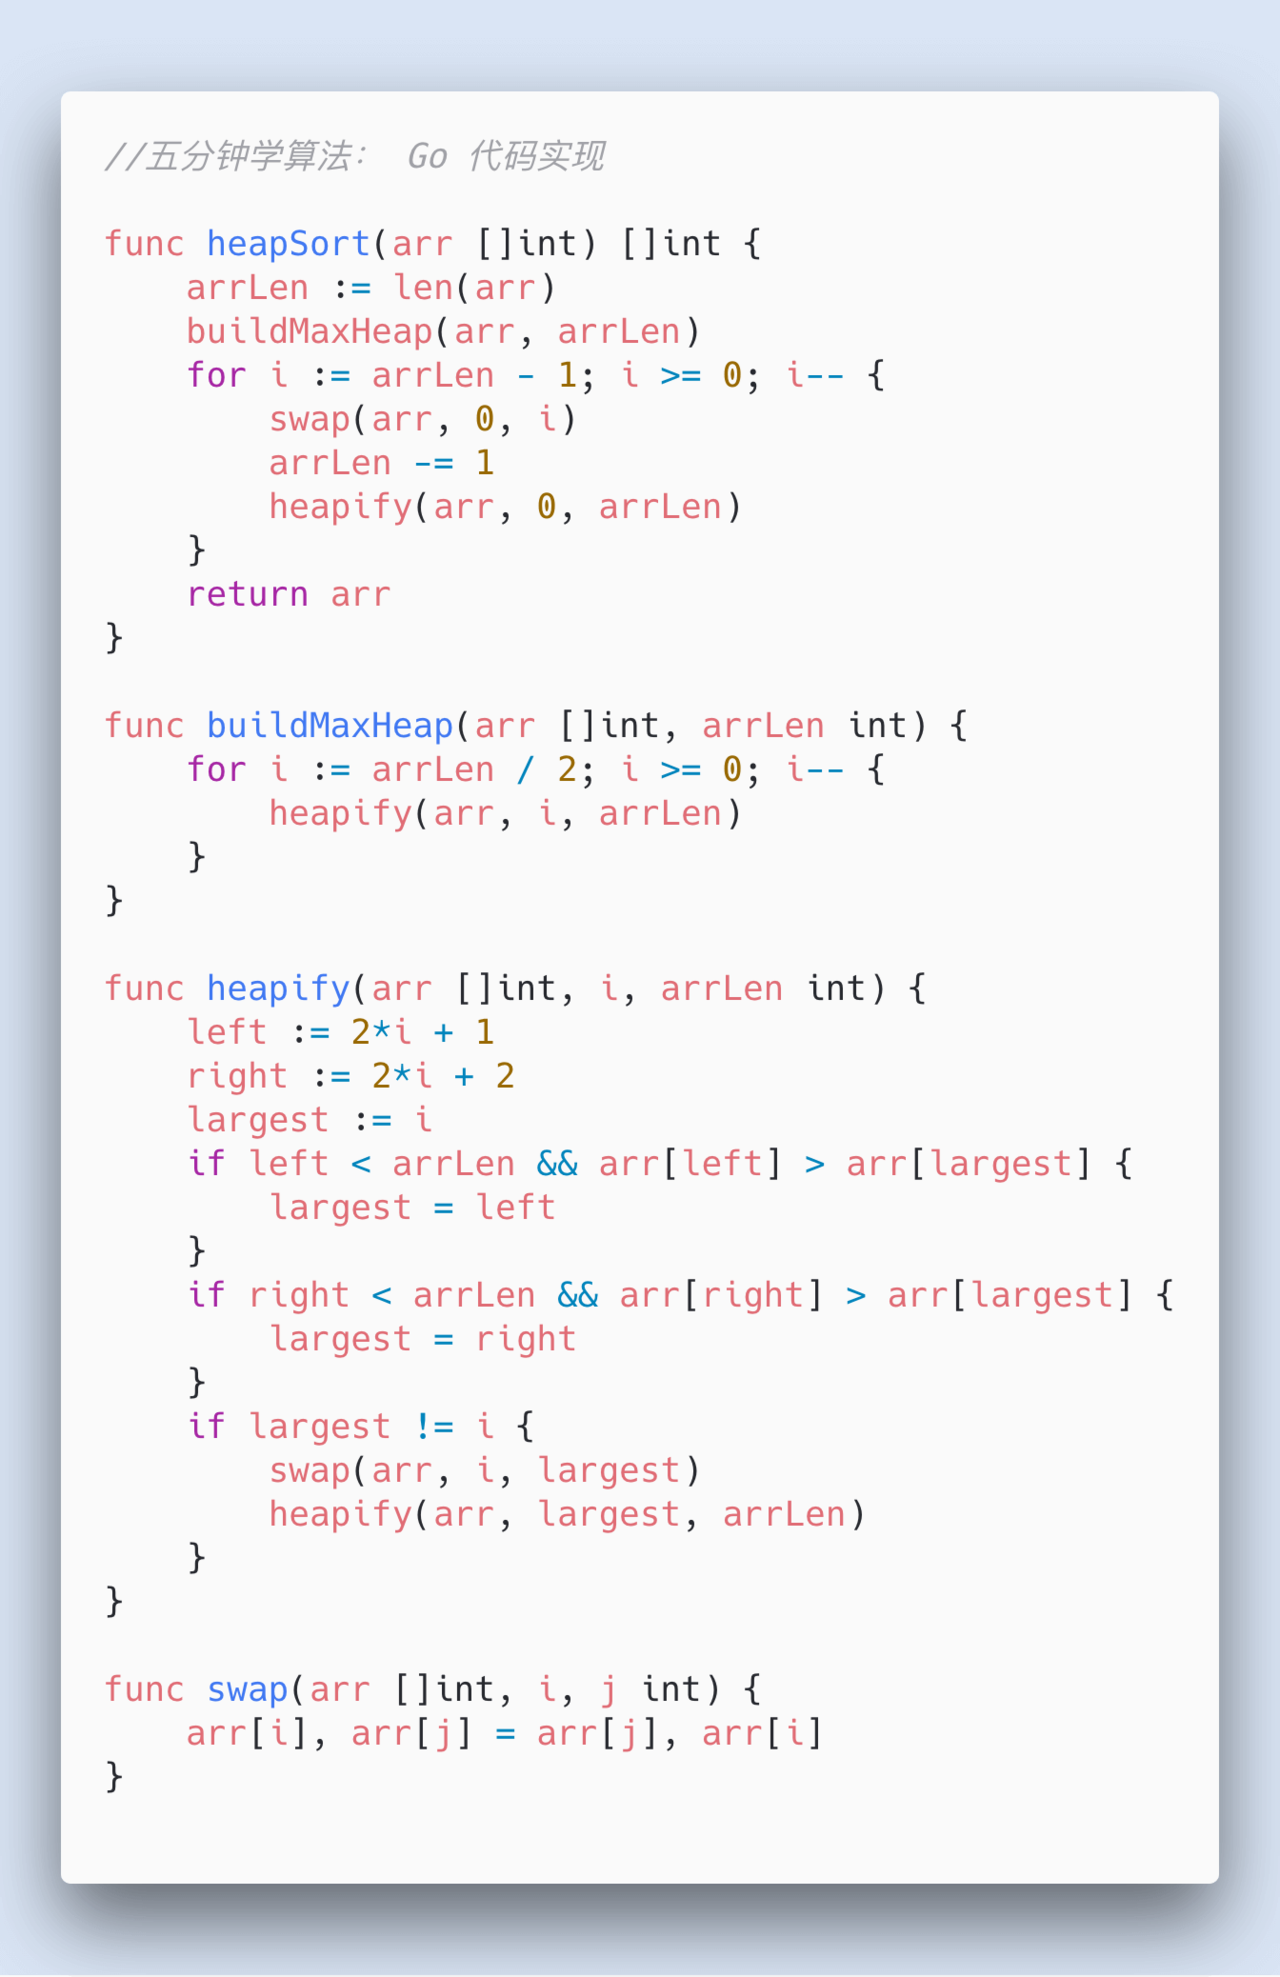 //五分钟学算法： Go 代码实现
func heapSort(arr []int) []int {
    arrLen := len(arr)
    buildMaxHeap(arr, arrLen)
    for i := arrLen - 1; i >= 0; i-- {
        swap(arr, 0, i)
        arrLen -= 1
        heapify(arr, 0, arrLen)
    }
    return arr
}
func buildMaxHeap(arr []int, arrLen int) {
    for i := arrLen / 2; i >= 0; i-- {
        heapify(arr, i, arrLen)
    }
}
func heapify(arr []int, i, arrLen int) {
    left := 2*i + 1
    right := 2*i + 2
    largest := i
    if left < arrLen && arr[left] > arr[largest] {
        largest = left
    }
    if right < arrLen && arr[right] > arr[largest] {
        largest = right
    }
    if largest != i {
        swap(arr, i, largest)
        heapify(arr, largest, arrLen)
    }
}
func swap(arr []int, i, j int) {
    arr[i], arr[j] = arr[j], arr[i]
}